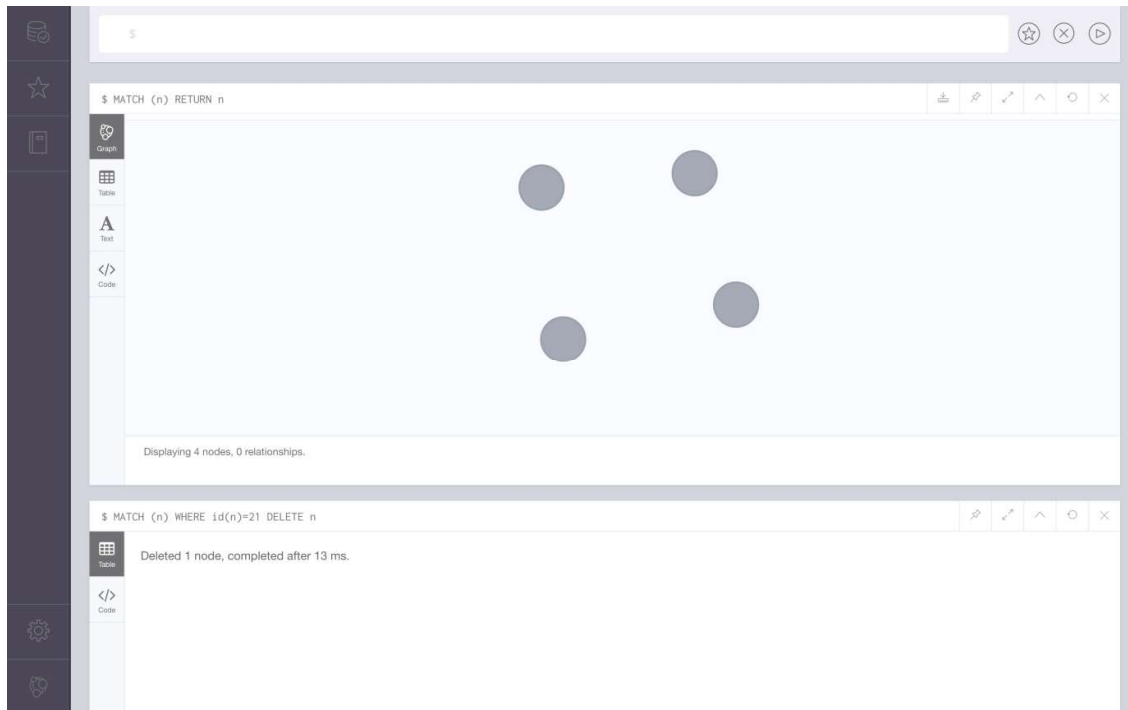 $
$ MATCH (n) RETURN n
Graph
Table
A
Text
</>
Code
Displaying 4 nodes, 0 relationships.
$ MATCH (n) WHERE id(n)=21 DELETE n
Table
Deleted 1 node, completed after 13 ms.
</>
Code